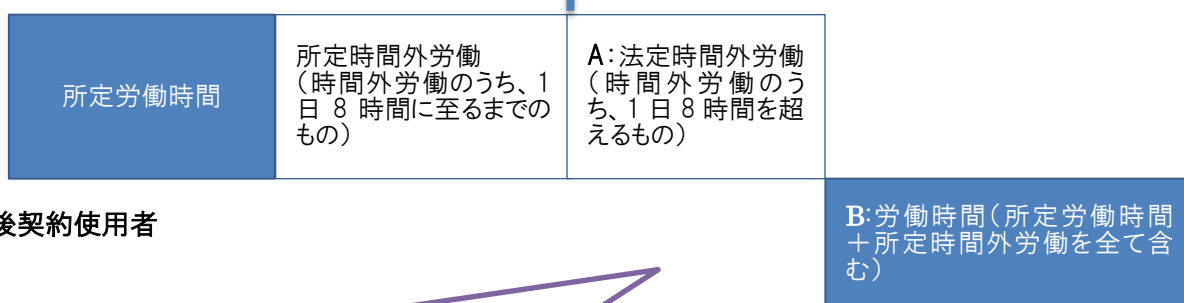 所定労働時間
所定時間外労働
(時間外労働のうち、1
日 8 時間に至るまでの
もの)
A:法定時間外労働
(時間外労働のう
ち、1日8時間を超
えるもの)
後契約使用者
B:労働時間(所定労働時間
+所定時間外労働を全て含
む)